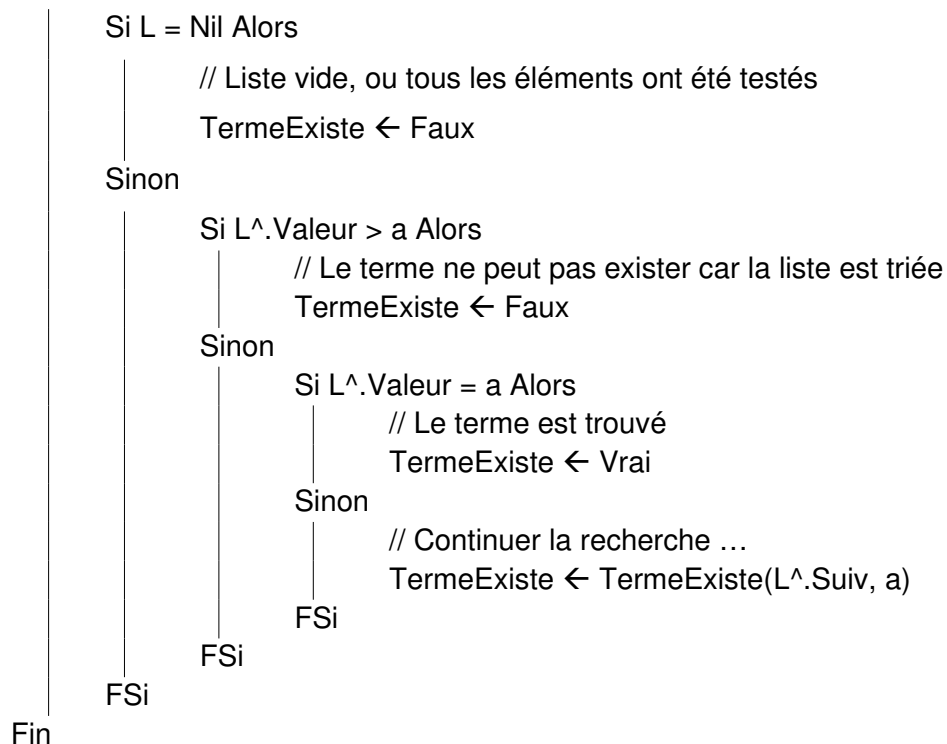 Si L = Nil Alors
// Liste vide, ou tous les éléments ont été testés
TermeExiste ← Faux
Sinon
Si L^.Valeur > a Alors
// Le terme ne peut pas exister car la liste est triée
TermeExiste ← Faux
Sinon
Si L^.Valeur = a Alors
// Le terme est trouvé
TermeExiste ← Vrai
Sinon
// Continuer la recherche …
TermeExiste ← TermeExiste(L^.Suiv, a)
FSi
FSi
FSi
Fin